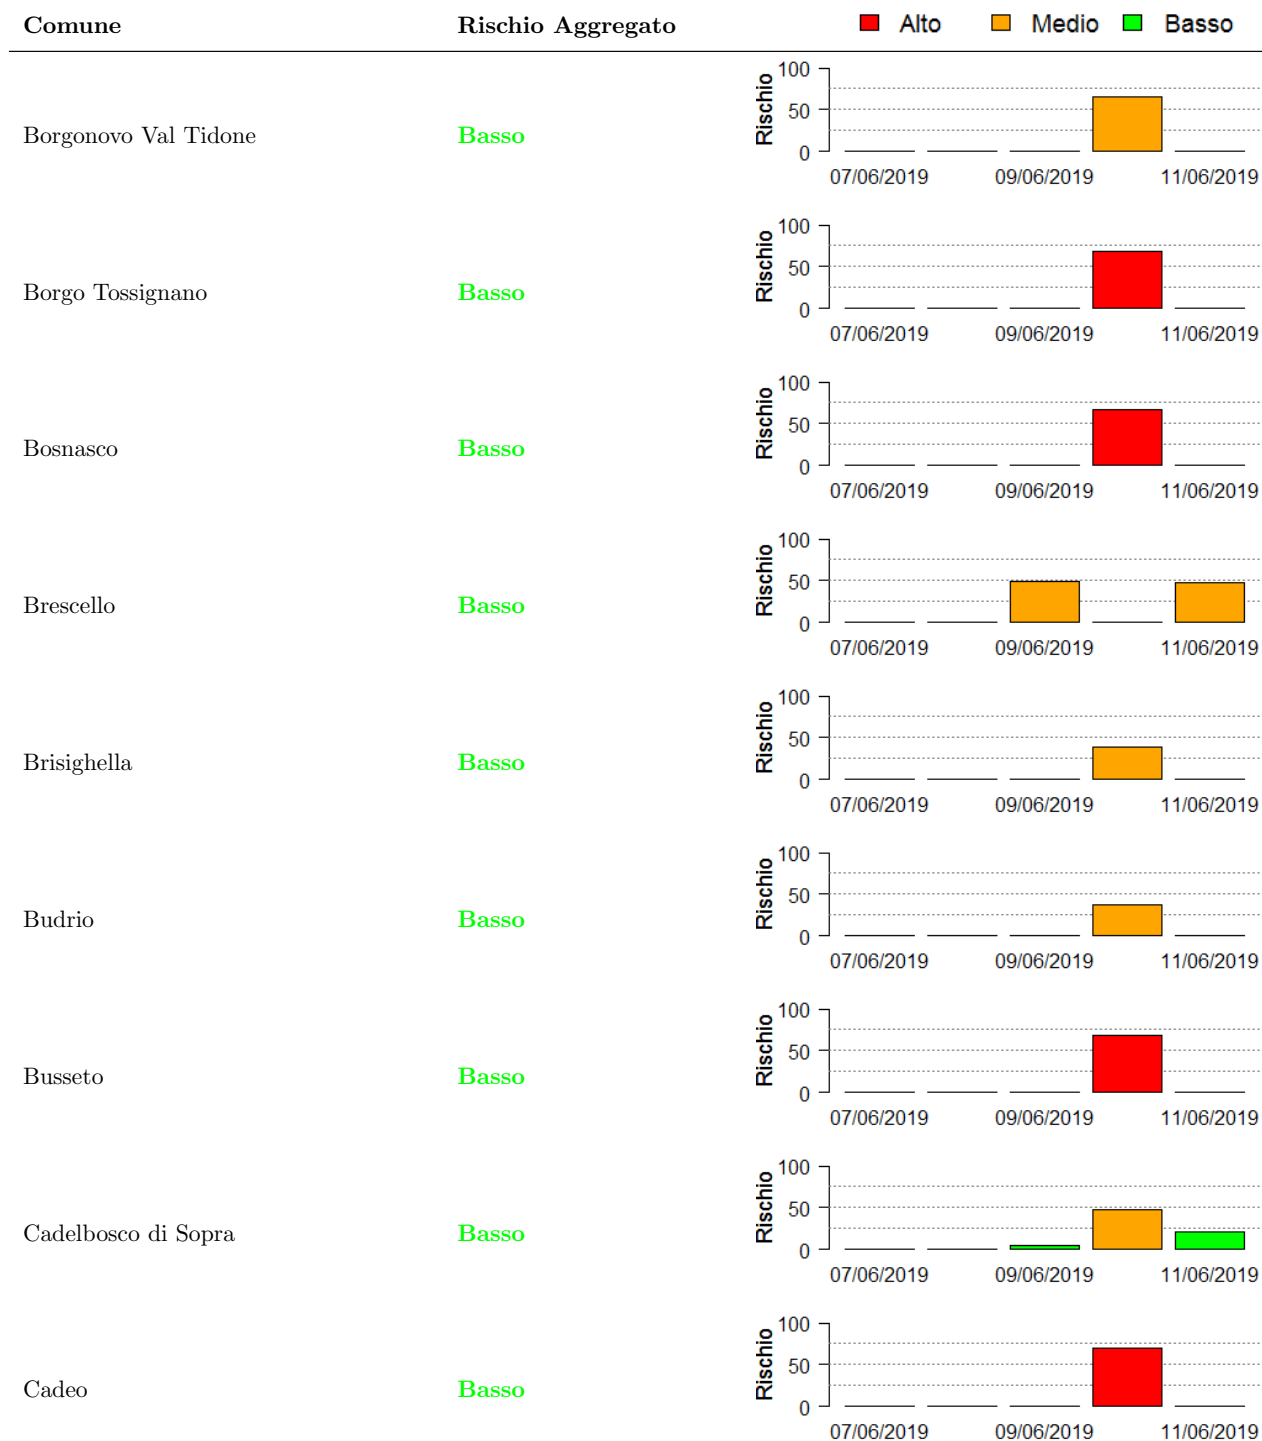 Comune Rischio Aggregato Alto Medio Basso
Borgonovo Val Tidone Basso
Rischio
100
50
0
07/06/2019 09/06/2019 11/06/2019
Borgo Tossignano Basso
Rischio
100
50
0
07/06/2019 09/06/2019 11/06/2019
Bosnasco Basso
Rischio
100
50
0
07/06/2019 09/06/2019 11/06/2019
Brescello Basso
Rischio
100
50
0
07/06/2019 09/06/2019 11/06/2019
Brisighella Basso
Rischio
100
50
0
07/06/2019 09/06/2019 11/06/2019
Budrio Basso
Rischio
100
50
0
07/06/2019 09/06/2019 11/06/2019
Busseto Basso
Rischio
100
50
0
07/06/2019 09/06/2019 11/06/2019
Cadelbosco di Sopra Basso
Rischio
100
50
0
07/06/2019 09/06/2019 11/06/2019
Cadeo Basso
Rischio
100
50
0
07/06/2019 09/06/2019 11/06/2019